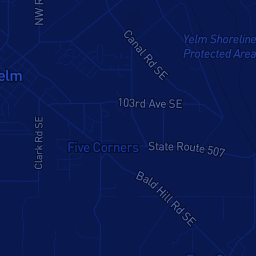 NW R
Canal Rd SE
Yelm Shoreline
Protected Area
elm
103rd Ave SE
Clark Rd SE
Five Corners
State Route 507
Bald Hill Rd SE